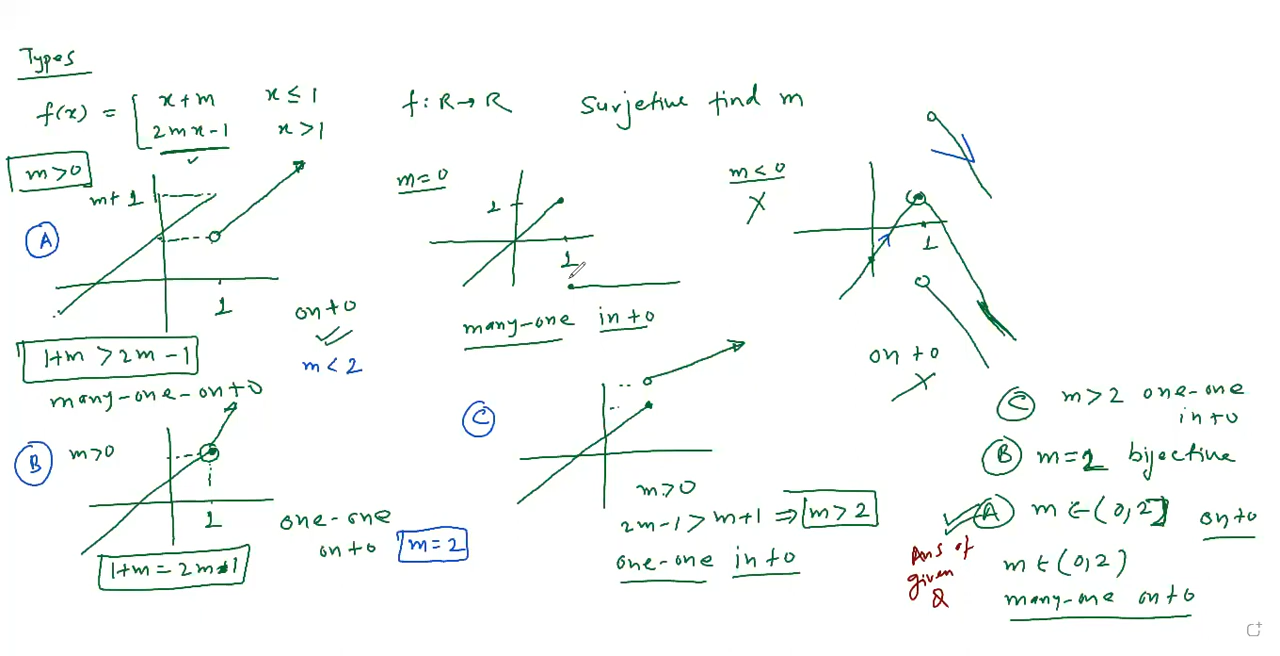 Types
f(x) = { x+m   x ≤ 1
2mx-1   x > 1
f: R→R   Surjetive find m
m>0
m+1
1
A
onto
m<2
1+m > 2m-1
many-one-onto
B
m>0
1
one-one
onto
m=2
1+m = 2m-1
m=0
1
1
many-one into
C
m>0
2m-1 > m+1 ⇒ m>2
one-one into
m<0
X
1
onto
X
C m>2 one-one
into
B m=2 bijective
A m∈(0,2] onto
Ans of
given
Q
m∈(0,2)
many-one onto